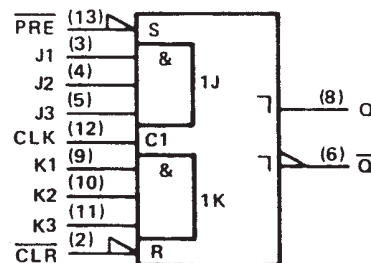 PRE (13) S
J1 (3) &
J2 (4) 1J
J3 (5)
CLK (12) C1
K1 (9) &
K2 (10) 1K
K3 (11)
CLR (2) R
(8) Q
(6) Q